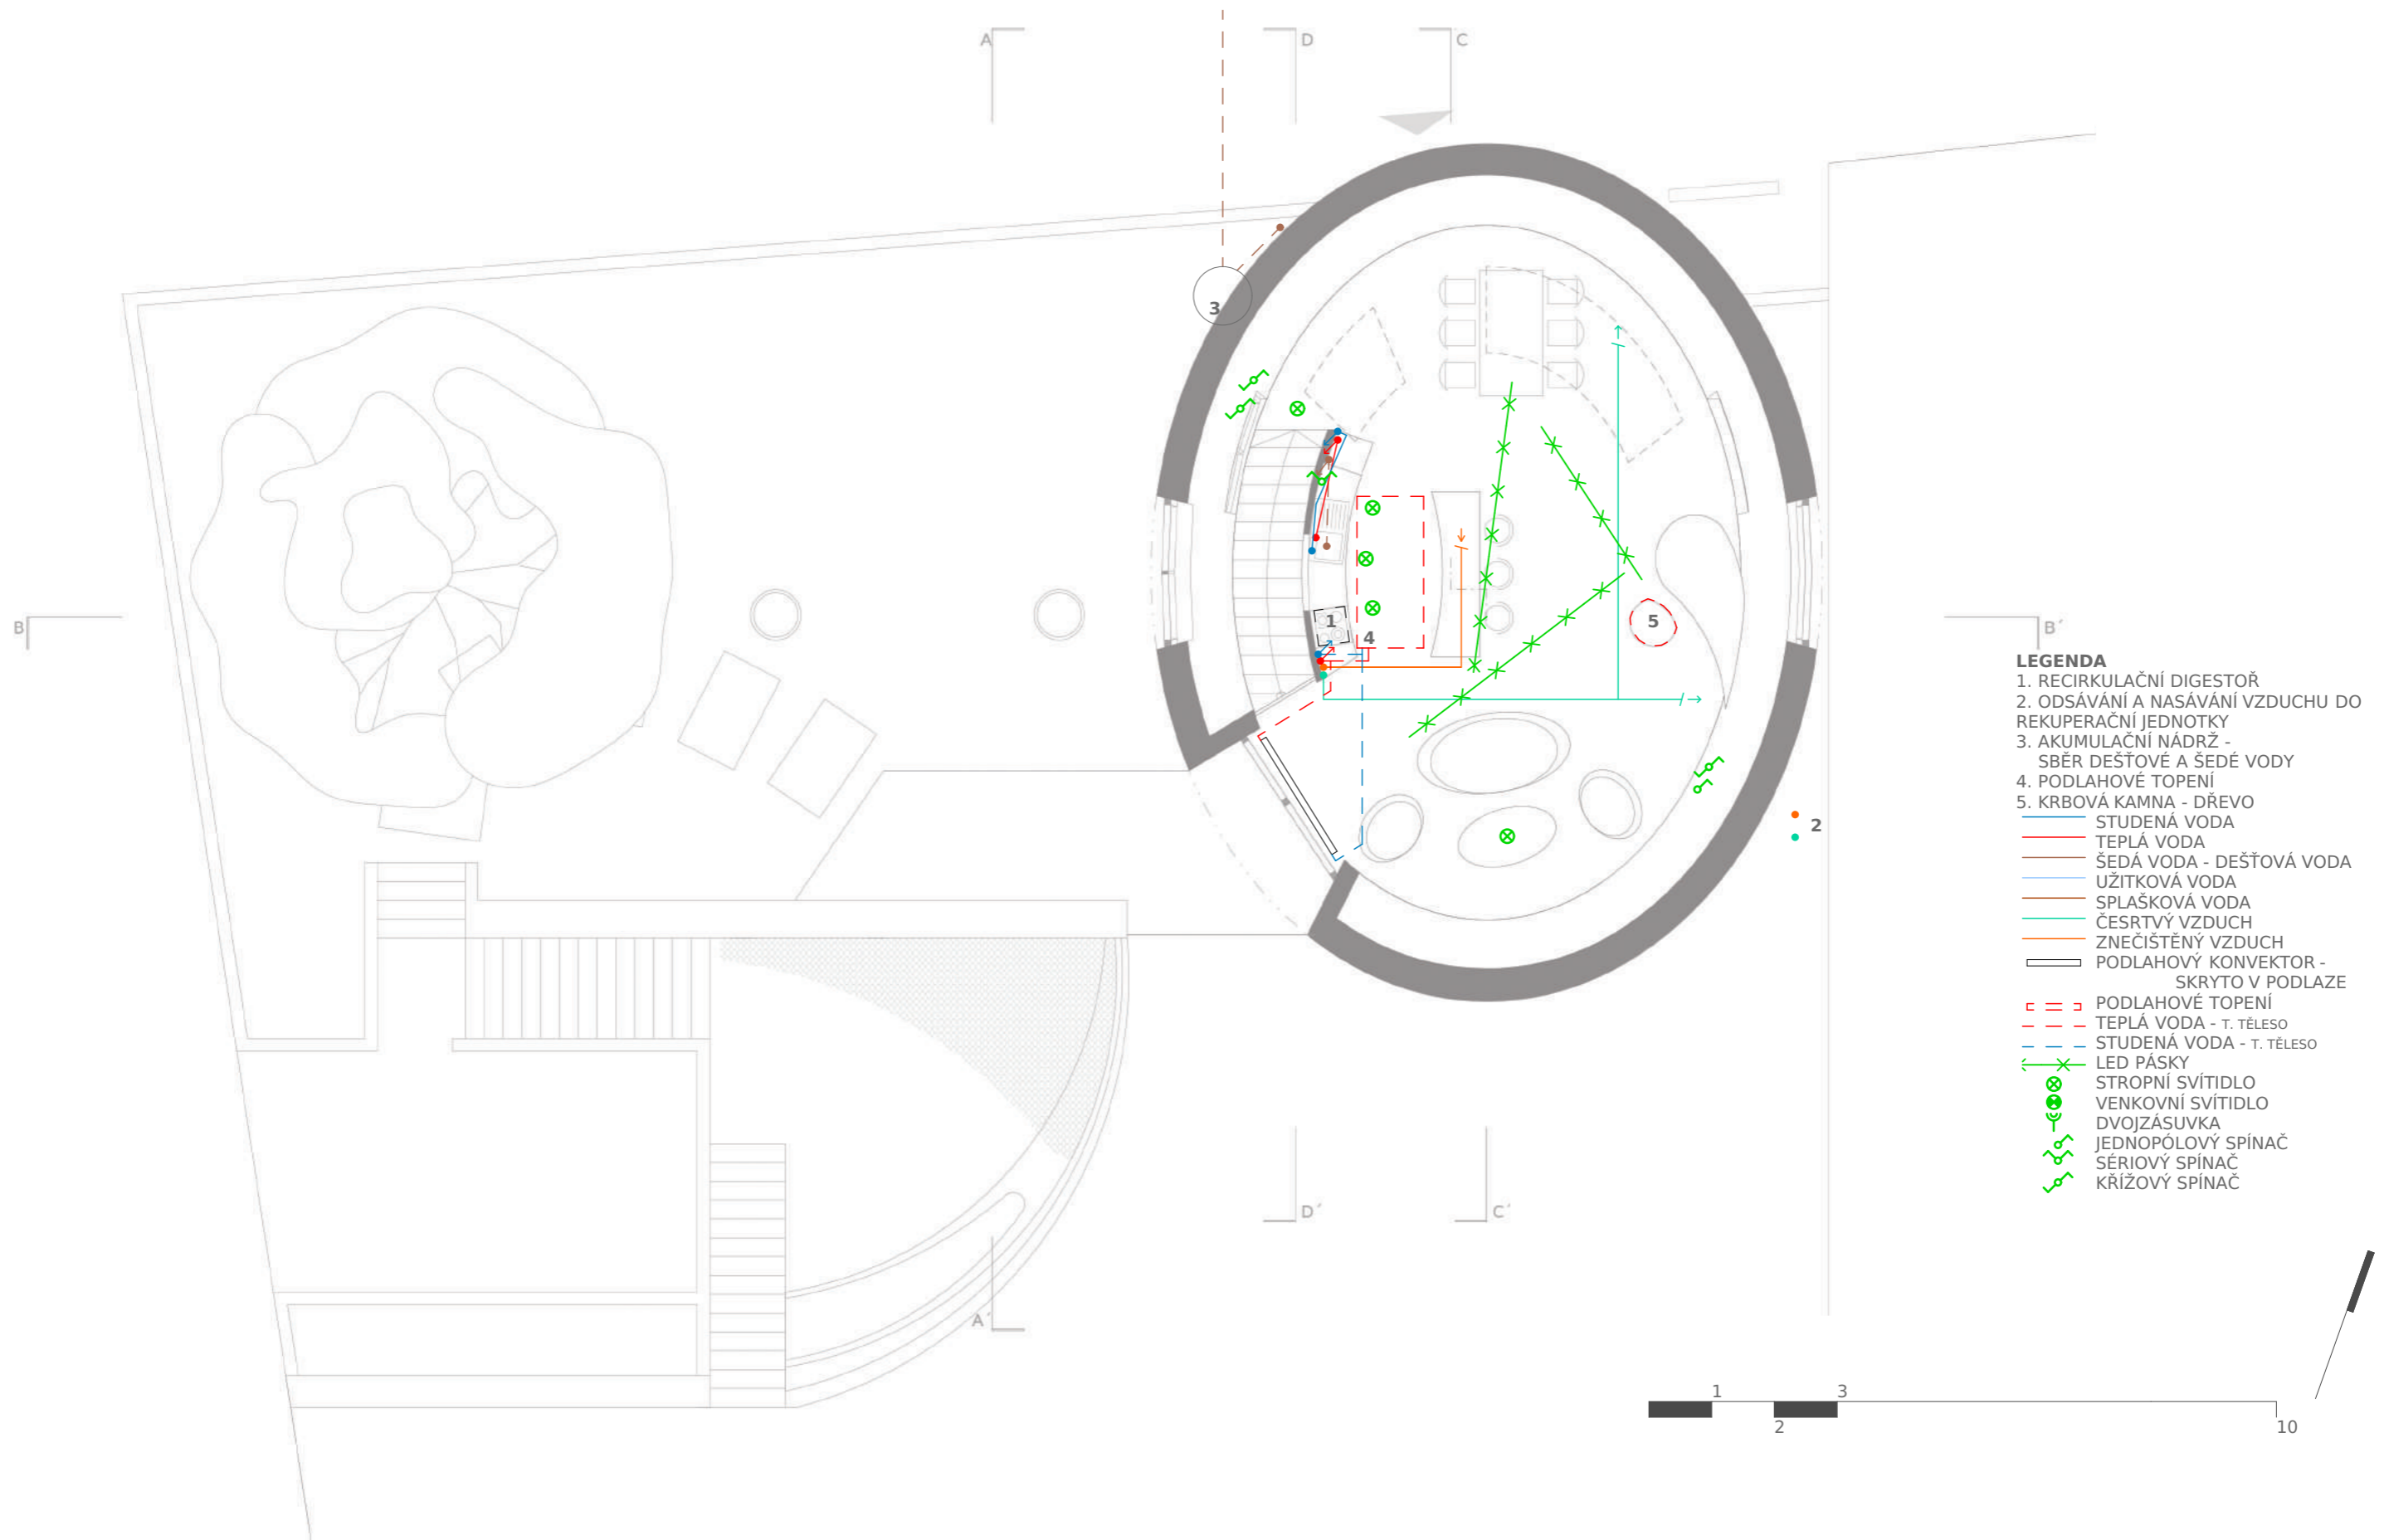 A
D
C
3
B
1
4
5
B´
2
LEGENDA
1. RECIRKULAČNÍ DIGESTOŘ
2. ODSÁVÁNÍ A NASÁVÁNÍ VZDUCHU DO
REKUPERAČNÍ JEDNOTKY
3. AKUMULAČNÍ NÁDRŽ -
SBĚR DEŠŤOVÉ A ŠEDÉ VODY
4. PODLAHOVÉ TOPENÍ
5. KRBOVÁ KAMNA - DŘEVO
STUDENÁ VODA
TEPLÁ VODA
ŠEDÁ VODA - DEŠŤOVÁ VODA
UŽITKOVÁ VODA
SPLAŠKOVÁ VODA
ČESRTVÝ VZDUCH
ZNEČIŠTĚNÝ VZDUCH
PODLAHOVÝ KONVEKTOR -
SKRYTO V PODLAZE
PODLAHOVÉ TOPENÍ
TEPLÁ VODA - T. TĚLESO
STUDENÁ VODA - T. TĚLESO
LED PÁSKY
STROPNÍ SVÍTIDLO
VENKOVNÍ SVÍTIDLO
DVOJZÁSUVKA
JEDNOPÓLOVÝ SPÍNAČ
SÉRIOVÝ SPÍNAČ
KŘÍŽOVÝ SPÍNAČ
D´
C´
A´
1
3
2
10